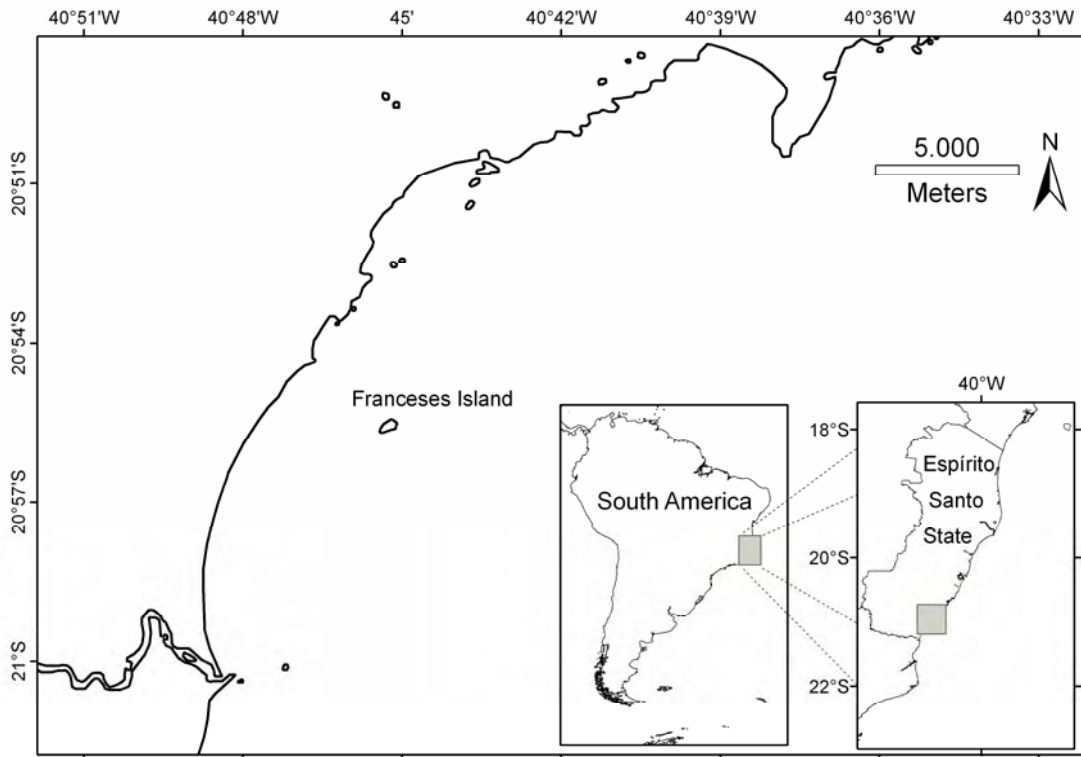 40°51'W 40°48'W 45' 40°42'W 40°39'W 40°36'W 40°33'W
20°51'S
20°54'S
20°57'S
21°S
5.000
Meters
N
Franceses Island
South America
40°W
18°S
20°S
22°S
Espírito
Santo
State